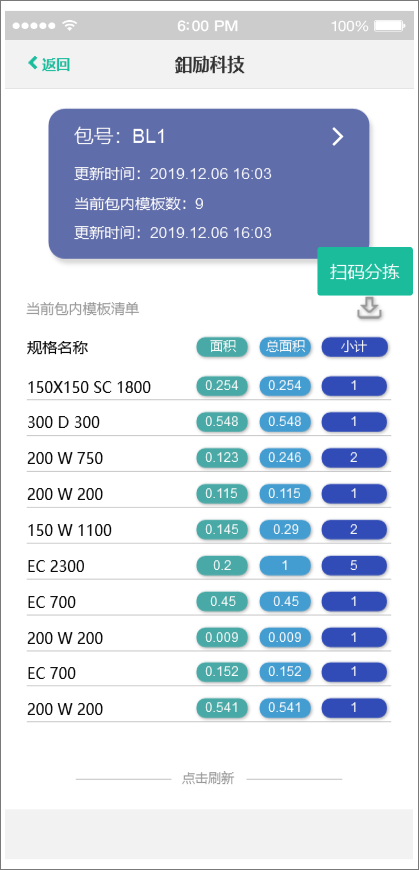 6:00 PM 100%
返回 鈤励科技
包号：BL1
更新时间：2019.12.06 16:03
当前包内模板数：9
更新时间：2019.12.06 16:03
扫码分拣
当前包内模板清单
规格名称 面积 总面积 小计
150X150 SC 1800 0.254 0.254 1
300 D 300 0.548 0.548 1
200 W 750 0.123 0.246 2
200 W 200 0.115 0.115 1
150 W 1100 0.145 0.29 2
EC 2300 0.2 1 5
EC 700 0.45 0.45 1
200 W 200 0.009 0.009 1
EC 700 0.152 0.152 1
200 W 200 0.541 0.541 1
点击刷新